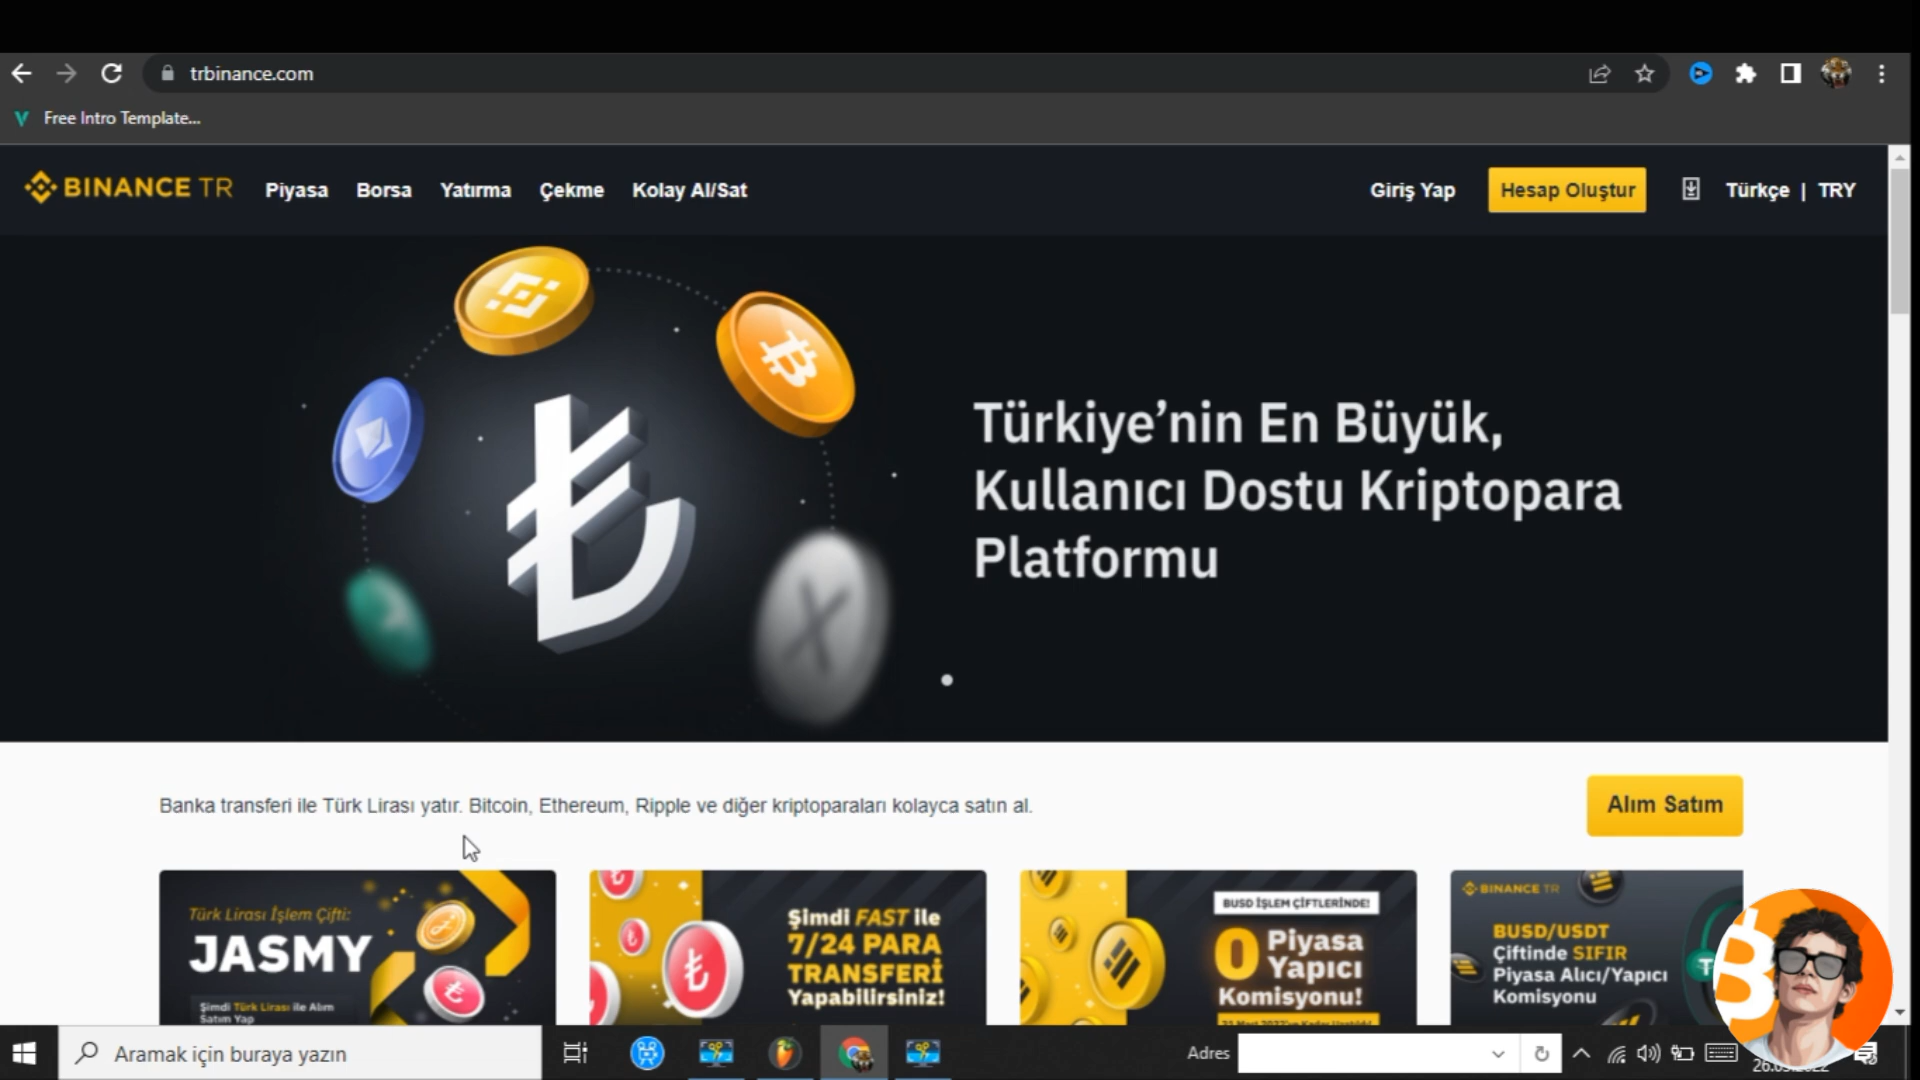 trbinance.com
Free Intro Template...
BINANCE TR
Piyasa
Borsa
Yatırma
Çekme
Kolay Al/Sat
Giriş Yap
Hesap Oluştur
Türkçe | TRY
Türkiye'nin En Büyük,
Kullanıcı Dostu Kriptopara
Platformu
Banka transferi ile Türk Lirası yatır. Bitcoin, Ethereum, Ripple ve diğer kriptoparaları kolayca satın al.
Alım Satım
Türk Lirası İşlem Çifti:
JASMY
Şimdi Türk Lirası ile Alım
Satım Yap
Şimdi FAST ile
7/24 PARA
TRANSFERİ
Yapabilirsiniz!
BUSD İŞLEM ÇİFTLERİNDE!
0 Piyasa
Yapıcı
Komisyonu!
BINANCE TR
BUSD/USDT
Çiftinde SIFIR
Piyasa Alıcı/Yapıcı
Komisyonu
Aramak için buraya yazın
Adres